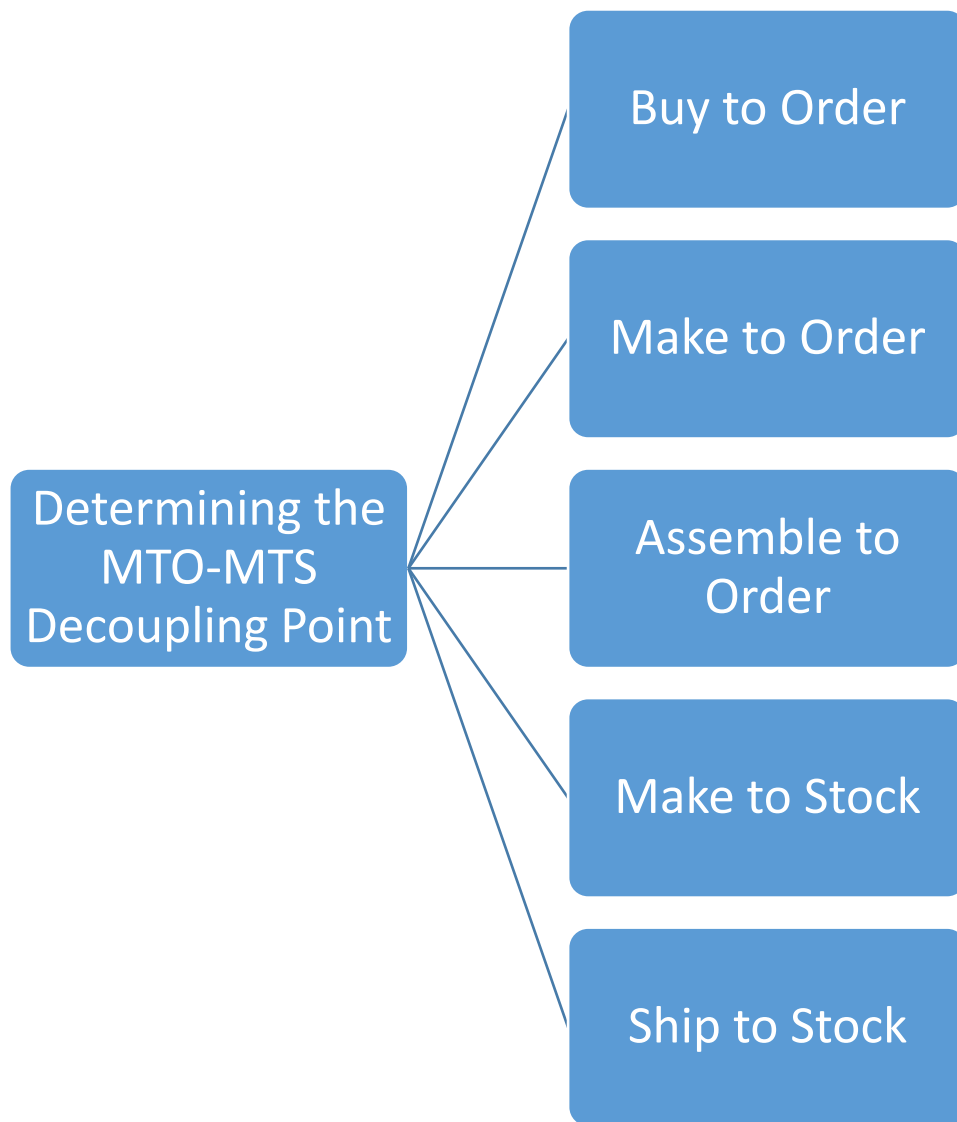 Buy to Order
Make to Order
Determining the
MTO-MTS
Decoupling Point
Assemble to
Order
Make to Stock
Ship to Stock